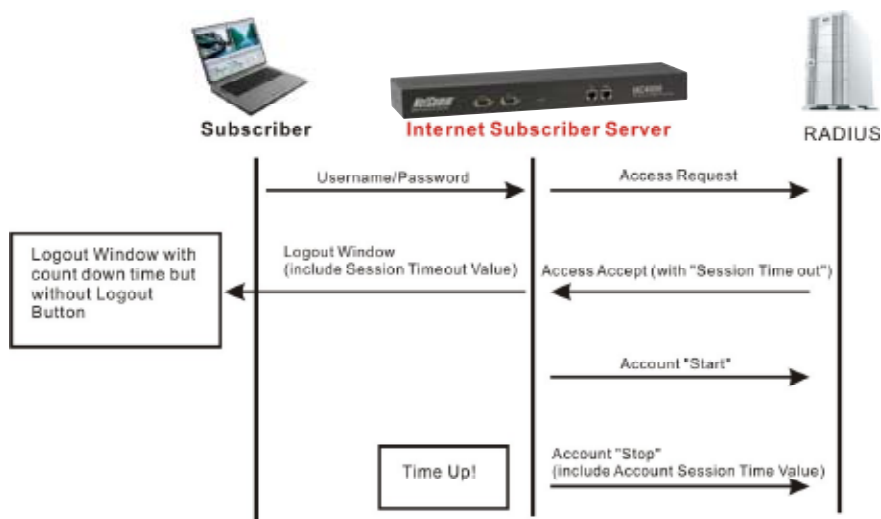 NetComm
Subscriber
Internet Subscriber Server
RADIUS
Username/Password
Access Request
Logout Window with
count down time but
without Logout
Button
Logout Window
(include Session Timeout Value)
Access Accept (with "Session Time out")
Account "Start"
Time Up!
Account "Stop"
(include Account Session Time Value)